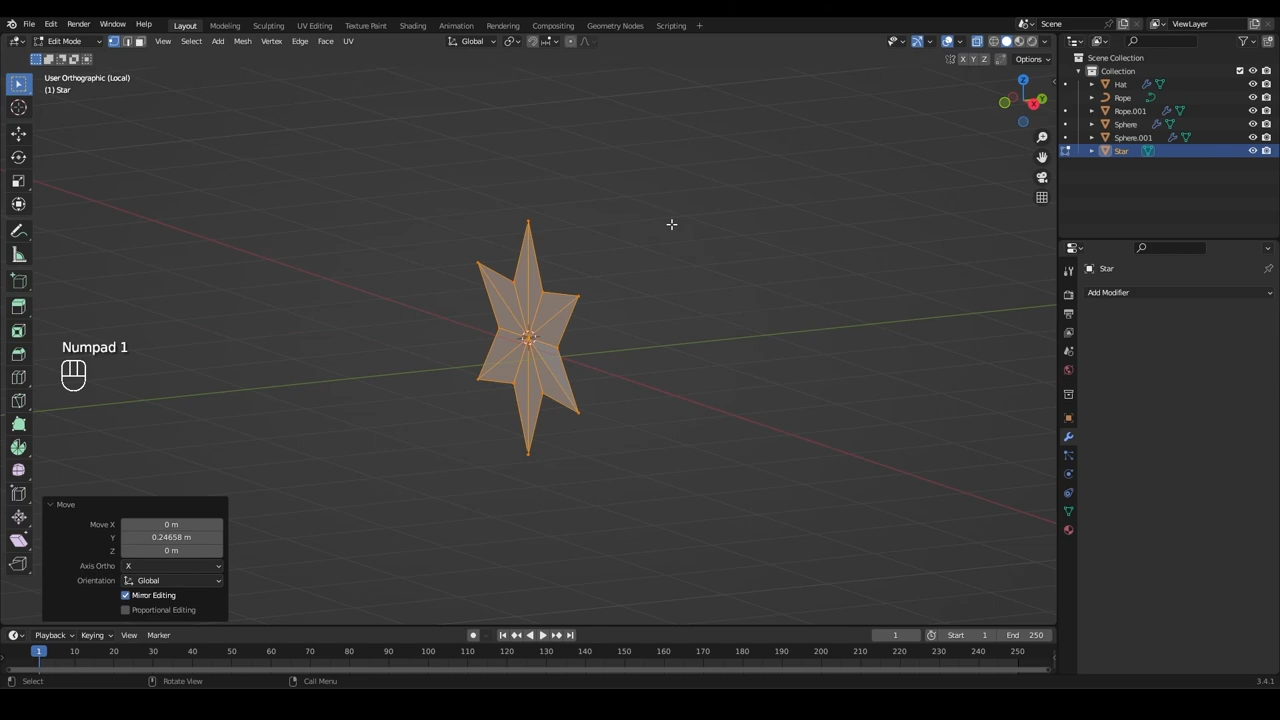 File Edit Render Window Help Layout Modeling Sculpting UV Editing Texture Paint Shading Animation Rendering Compositing Geometry Nodes Scripting + Scene ViewLayer
Edit Mode View Select Add Mesh Vertex Edge Face UV Global
X Y Z Options
User Orthographic (Local)
(1) Star
Scene Collection
Collection
Hat
Rope
Rope.001
Sphere
Sphere.001
Star
Z
Y
X
Star
Add Modifier
Numpad 1
Move
Move X 0 m
Y 0.24658 m
Z 0 m
Axis Ortho X
Orientation Global
Mirror Editing
Proportional Editing
Playback Keying View Marker 1 Start 1 End 250
1 10 20 30 40 50 60 70 80 90 100 110 120 130 140 150 160 170 180 190 200 210 220 230 240 250
Select Rotate View Call Menu 3.4.1